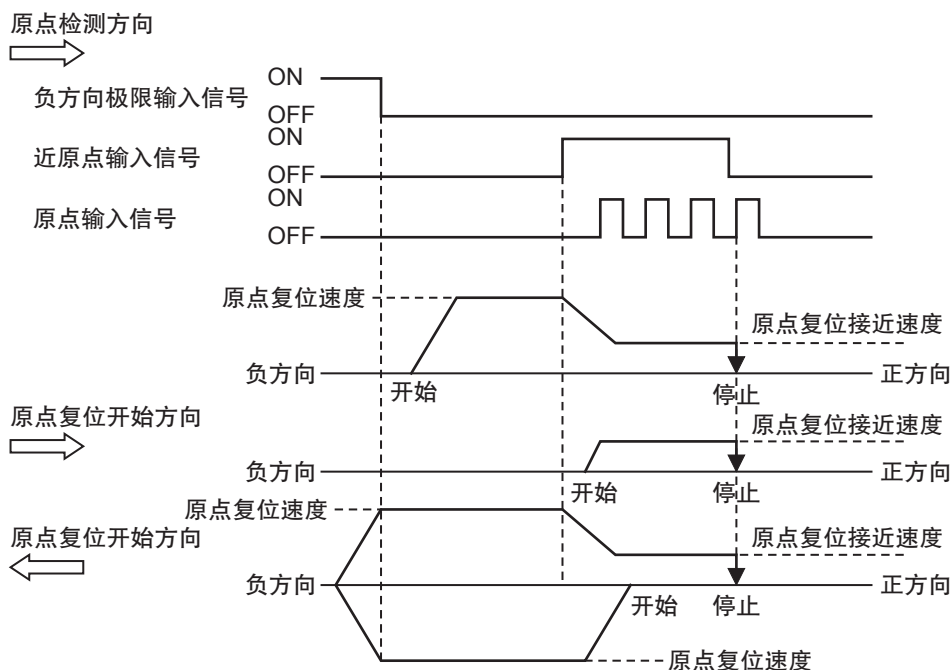 原点检测方向
ON
负方向极限输入信号
OFF
ON
近原点输入信号
OFF
ON
原点输入信号
OFF
原点复位速度
原点复位接近速度
负方向
正方向
开始
停止
原点复位开始方向
原点复位接近速度
负方向
正方向
开始
停止
原点复位速度
原点复位开始方向
原点复位接近速度
负方向
正方向
开始
停止
原点复位速度